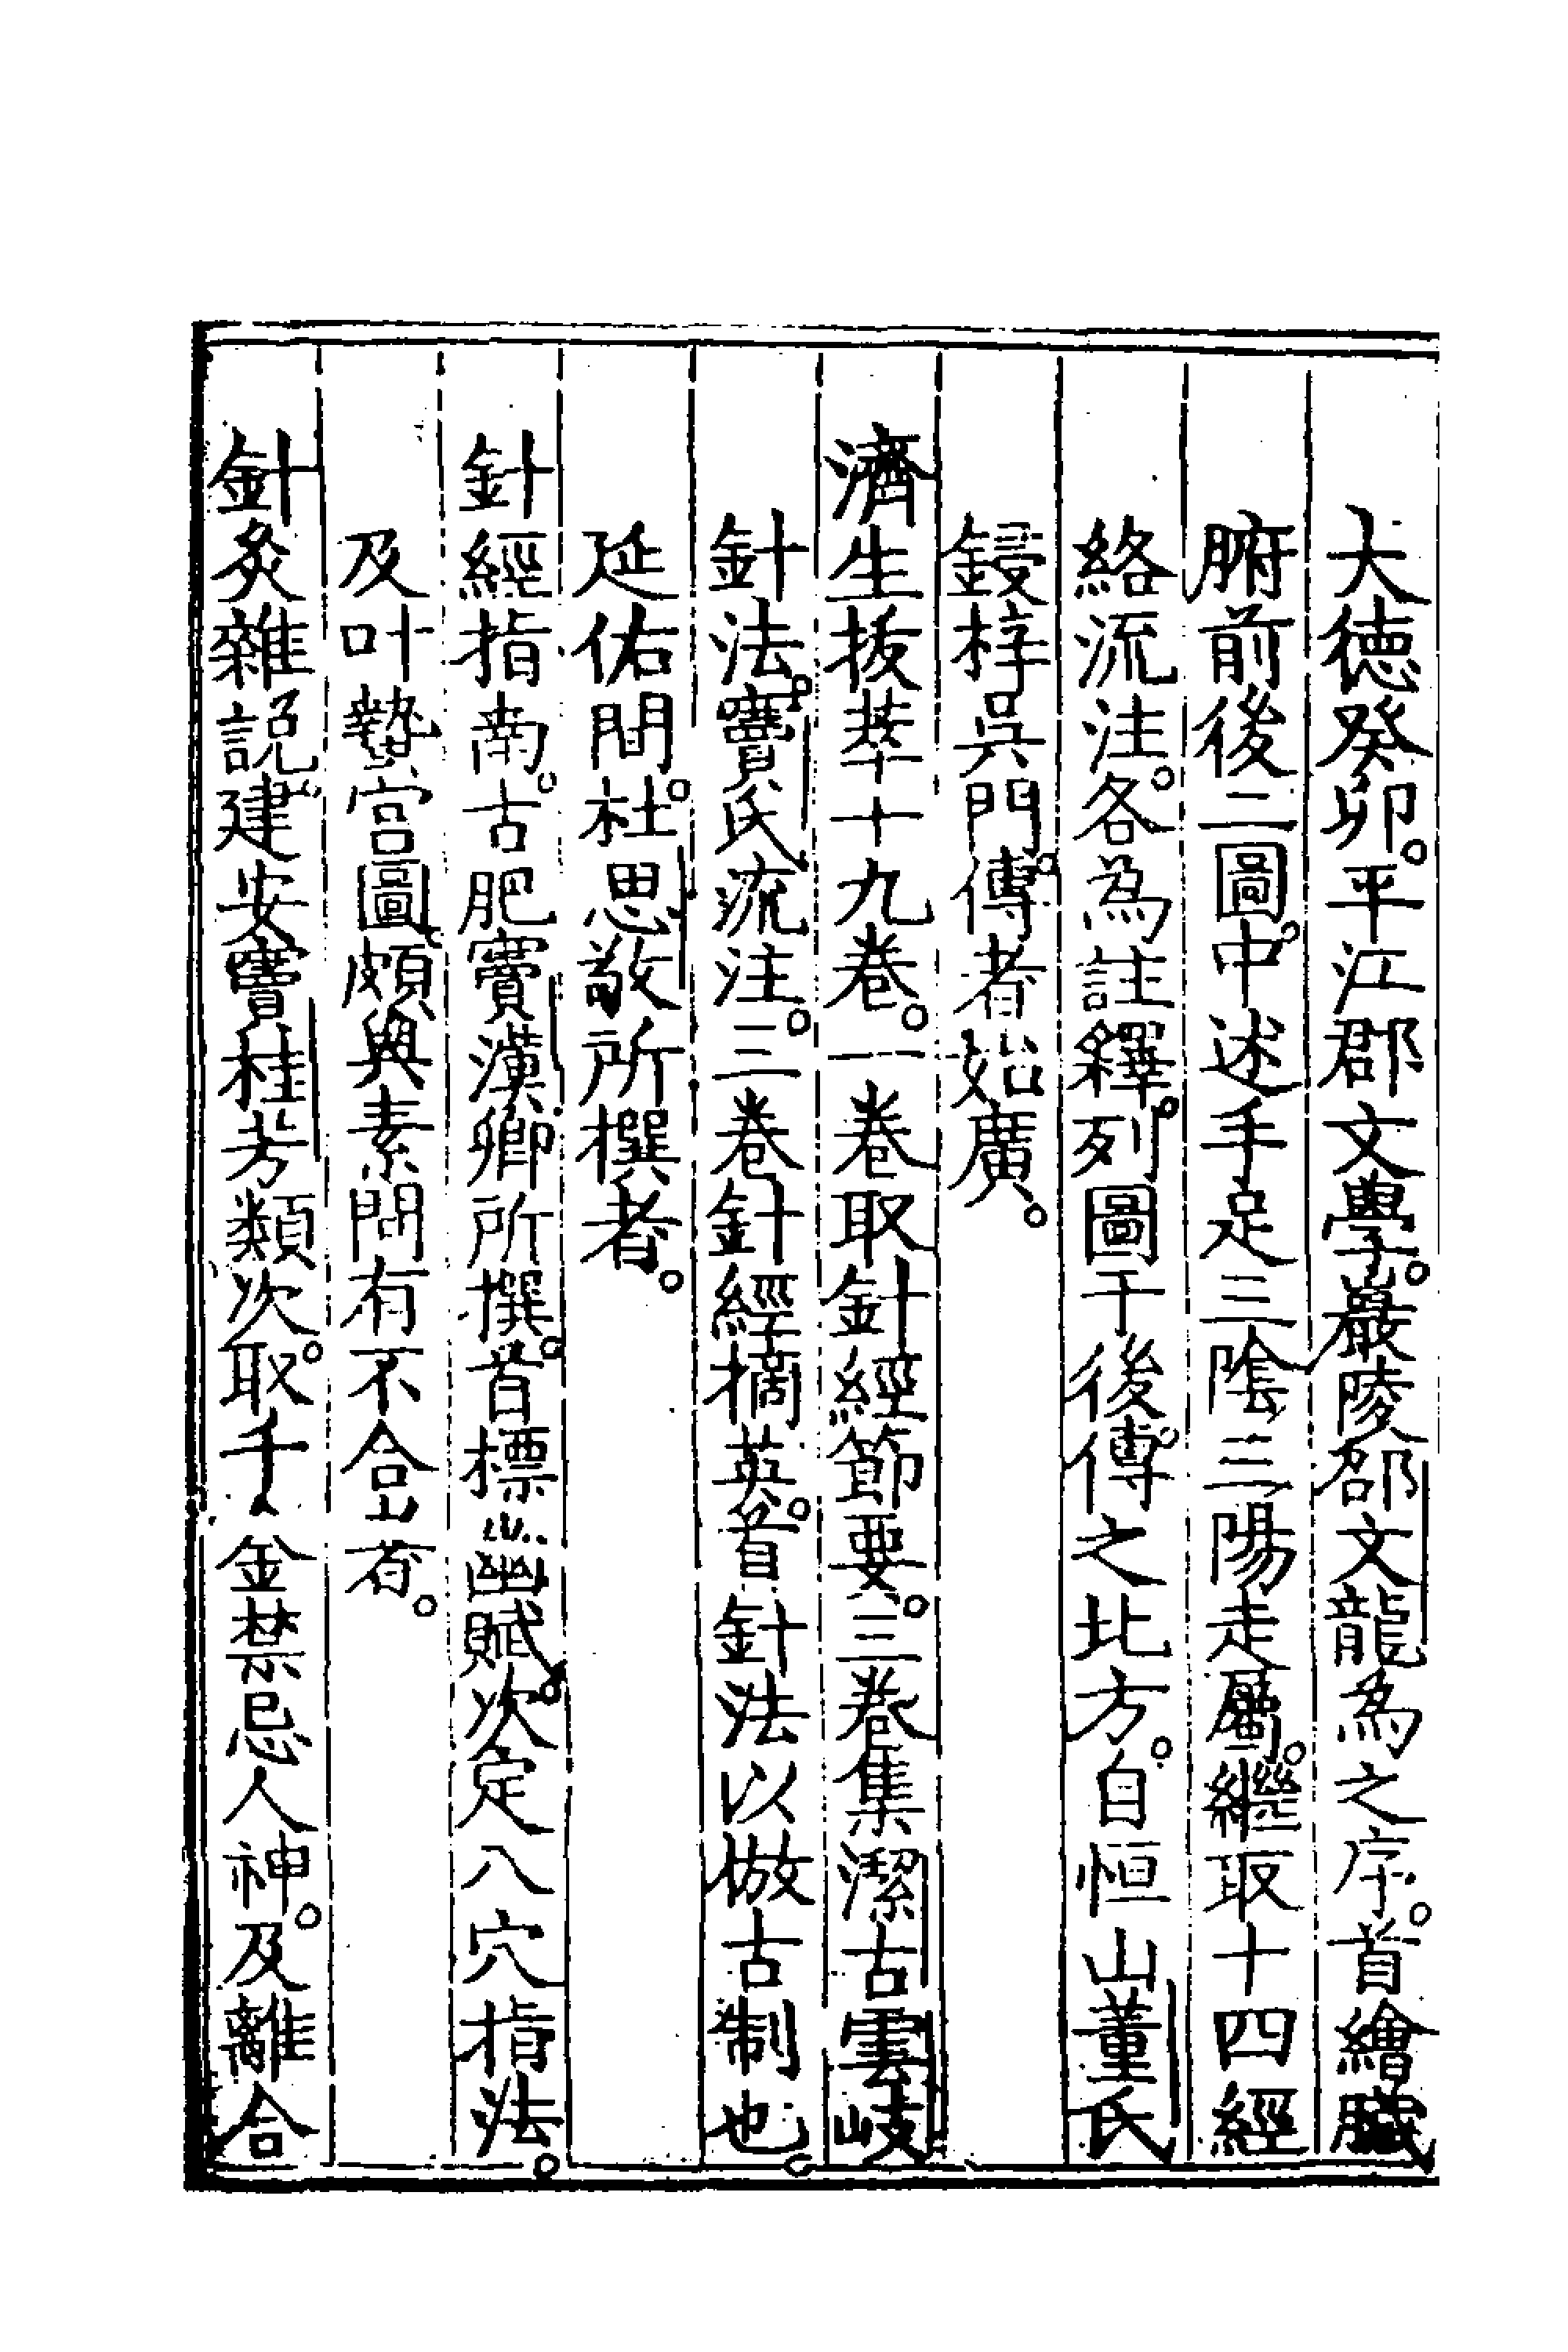 大德癸卯。平江郡文學。巖陵邵文龍為之序。首繪臟
腑前後二圖。中述手足三陰三陽走屬。繼取十四經
絡流注。各為註釋。列圖于後。傳之北方。自恒山董氏
鋟梓吳門。傳者始廣。
濟生拔萃十九卷。一卷取針經節要。三卷集潔古雲岐
針法。竇氏流注。三卷針經摘英。首針法以倣古制也。
延佑間。杜思敬所撰者。
針經指南。古肥竇漢卿所撰。首標幽賦。次定八穴指法。
及叶蟄宮圖。頗與素問有不合者。
針灸雜說。建安竇桂芳類次。取千金禁忌人神。及離合